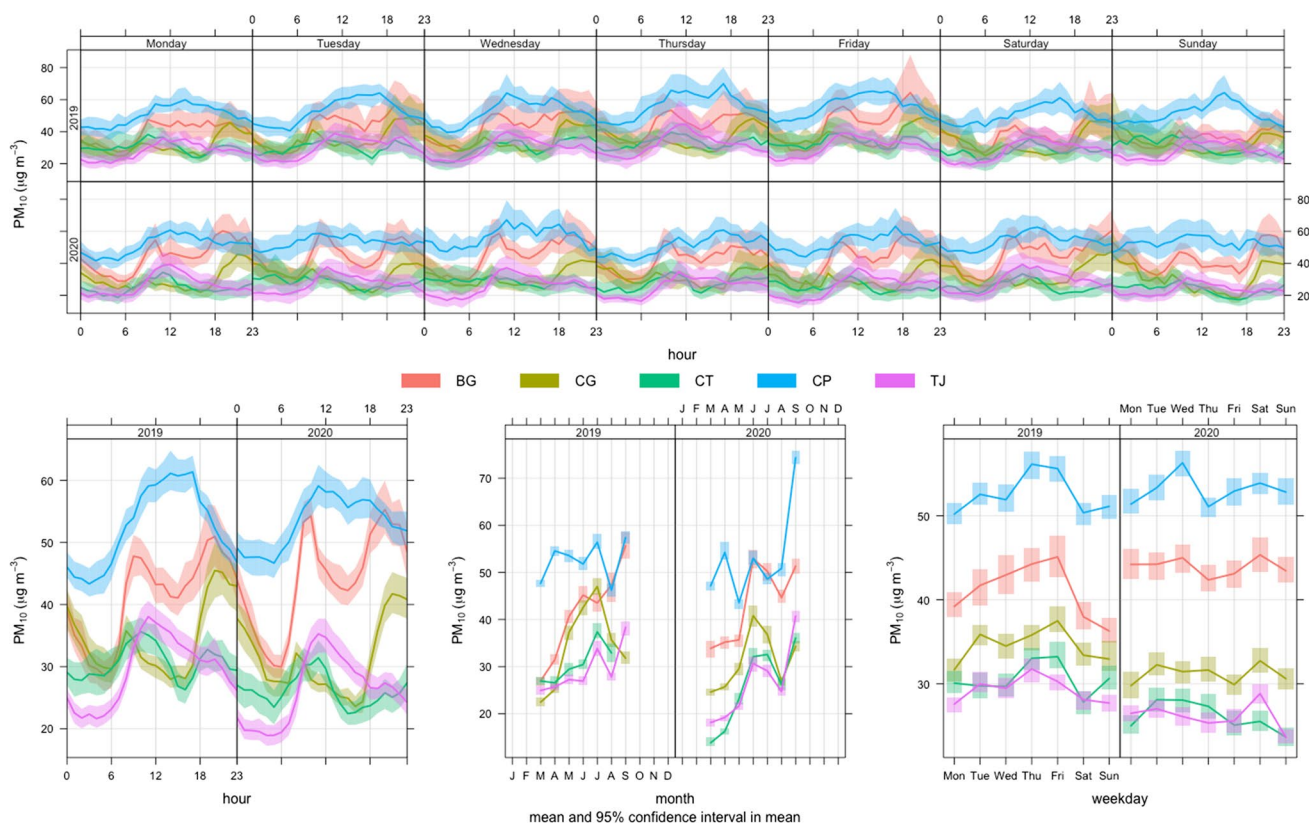 0 6 12 18 23 0 6 12 18 23 0 6 12 18 23
Monday Tuesday Wednesday Thursday Friday Saturday Sunday
PM₁₀ (µg m⁻³)
80
60
40
20
2019
PM₁₀ (µg m⁻³)
2020
80
60
40
20
0 6 12 18 23 0 6 12 18 23 0 6 12 18 23 0 6 12 18 23
hour
BG CG CT CP TJ
0 6 12 18 23
2019 2020
PM₁₀ (µg m⁻³)
60
50
40
30
20
0 6 12 18 23
hour
J F M A M J J A S O N D
2019 2020
PM₁₀ (µg m⁻³)
70
60
50
40
30
20
J F M A M J J A S O N D
month
mean and 95% confidence interval in mean
Mon Tue Wed Thu Fri Sat Sun
2019 2020
PM₁₀ (µg m⁻³)
50
40
30
Mon Tue Wed Thu Fri Sat Sun
weekday